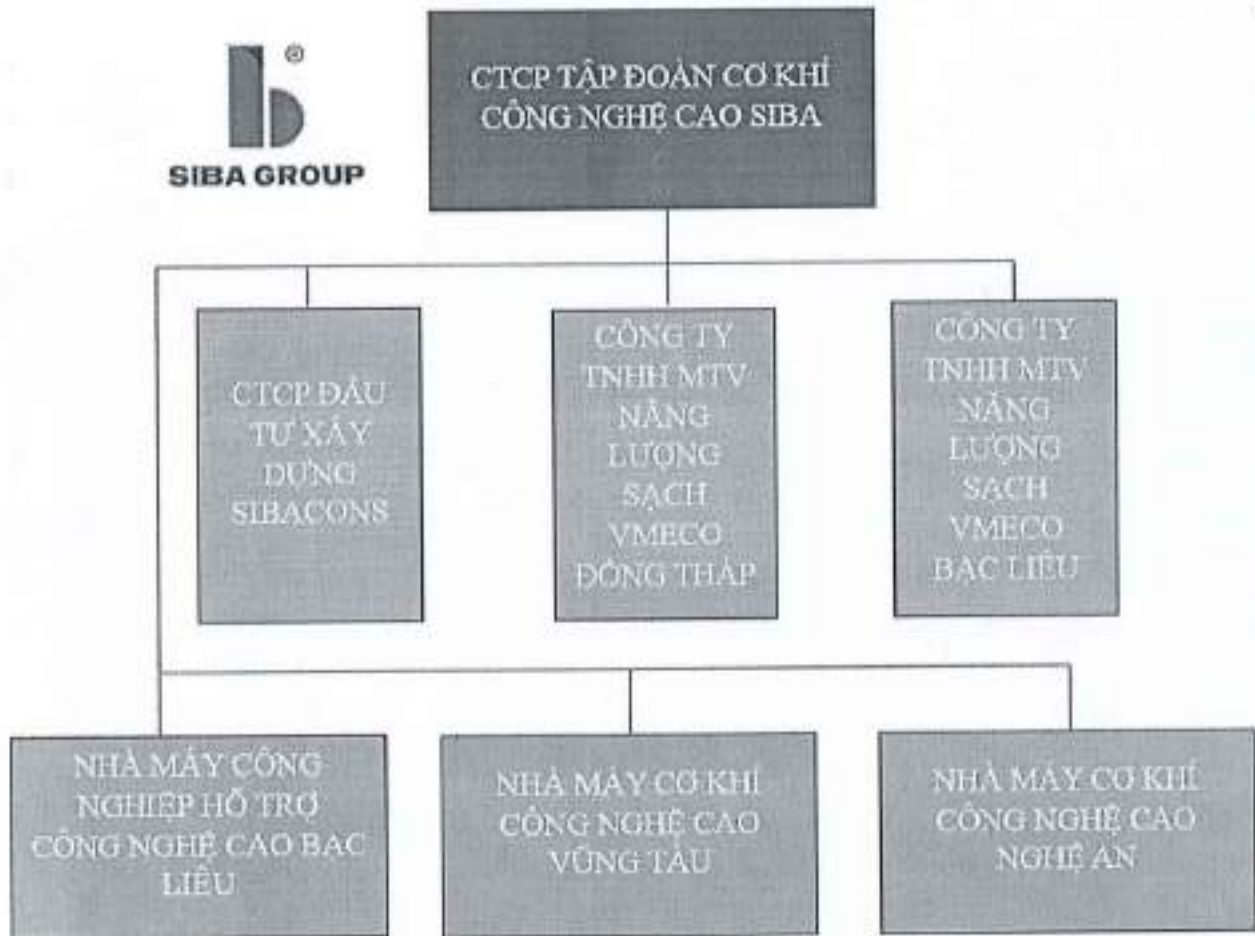 ®
SIBA GROUP
CTCP TẬP ĐOÀN CƠ KHÍ
CÔNG NGHỆ CAO SIBA
CTCP ĐẦU
TƯ XÂY
DỰNG
SIBACONS
CÔNG TY
TNHH MTV
NĂNG
LƯỢNG
SẠCH
VMECO
ĐỒNG THÁP
CÔNG TY
TNHH MTV
NĂNG
LƯỢNG
SẠCH
VMECO
BẠC LIÊU
NHÀ MÁY CÔNG
NGHIỆP HỖ TRỢ
CÔNG NGHỆ CAO BẠC
LIÊU
NHÀ MÁY CƠ KHÍ
CÔNG NGHỆ CAO
VŨNG TÀU
NHÀ MÁY CƠ KHÍ
CÔNG NGHỆ CAO
NGHỆ AN